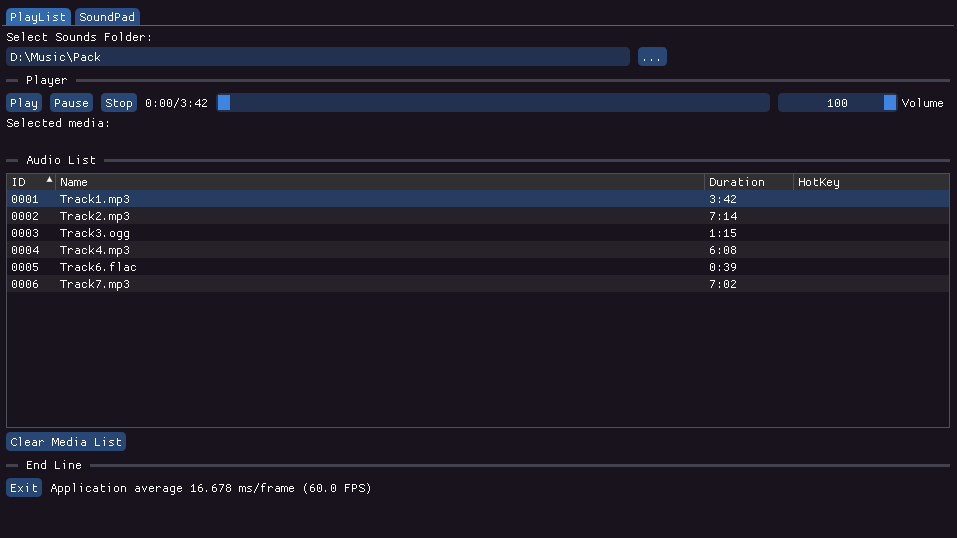 PlayList SoundPad
Select Sounds Folder:
D:\Music\Pack ...
Player
Play Pause Stop 0:00/3:42 100 Volume
Selected media:
Audio List
ID Name Duration HotKey
0001 Track1.mp3 3:42
0002 Track2.mp3 7:14
0003 Track3.ogg 1:15
0004 Track4.mp3 6:08
0005 Track6.flac 0:39
0006 Track7.mp3 7:02
Clear Media List
End Line
Exit Application average 16.678 ms/frame (60.0 FPS)